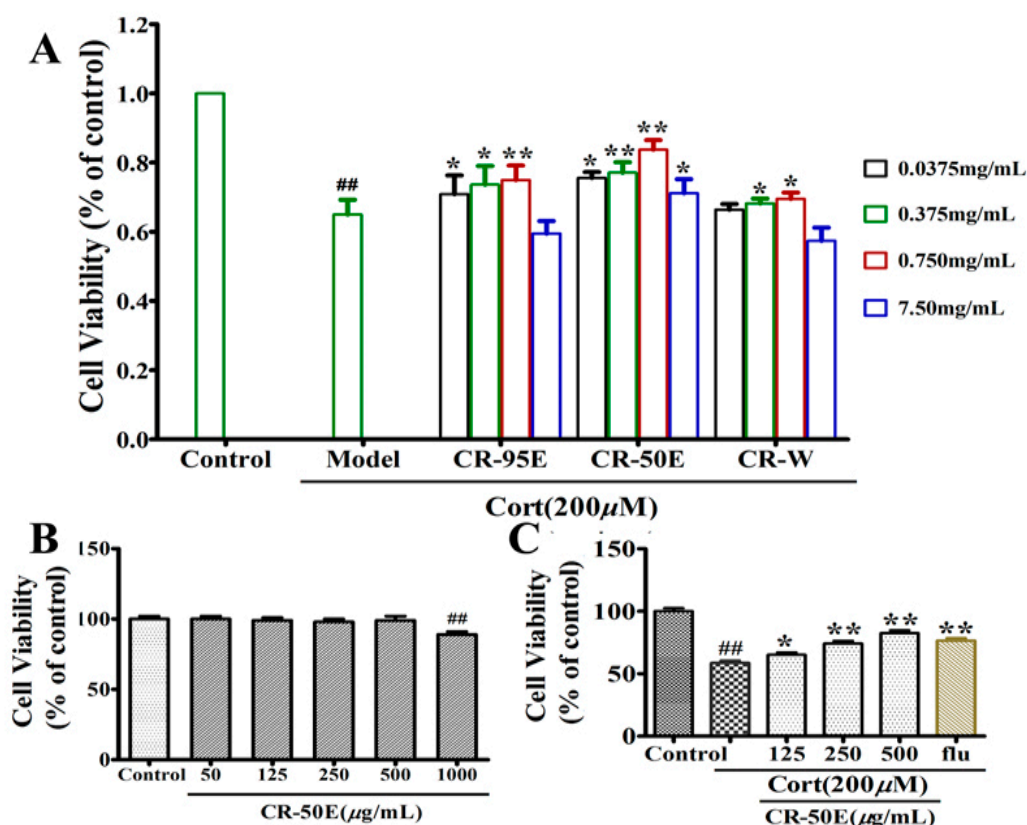 A
Cell Viability (% of control)
1.2
1.0
0.8
0.6
0.4
0.2
0.0
##
* * **
* ** ** *
* *
0.0375mg/mL
0.375mg/mL
0.750mg/mL
7.50mg/mL
Control Model CR-95E CR-50E CR-W
Cort(200μM)
B
Cell Viability
(% of control)
150
100
50
0
##
Control 50 125 250 500 1000
CR-50E(μg/mL)
C
Cell Viability
(% of control)
150
100
50
0
## * ** ** **
Control 125 250 500 flu
Cort(200μM)
CR-50E(μg/mL)